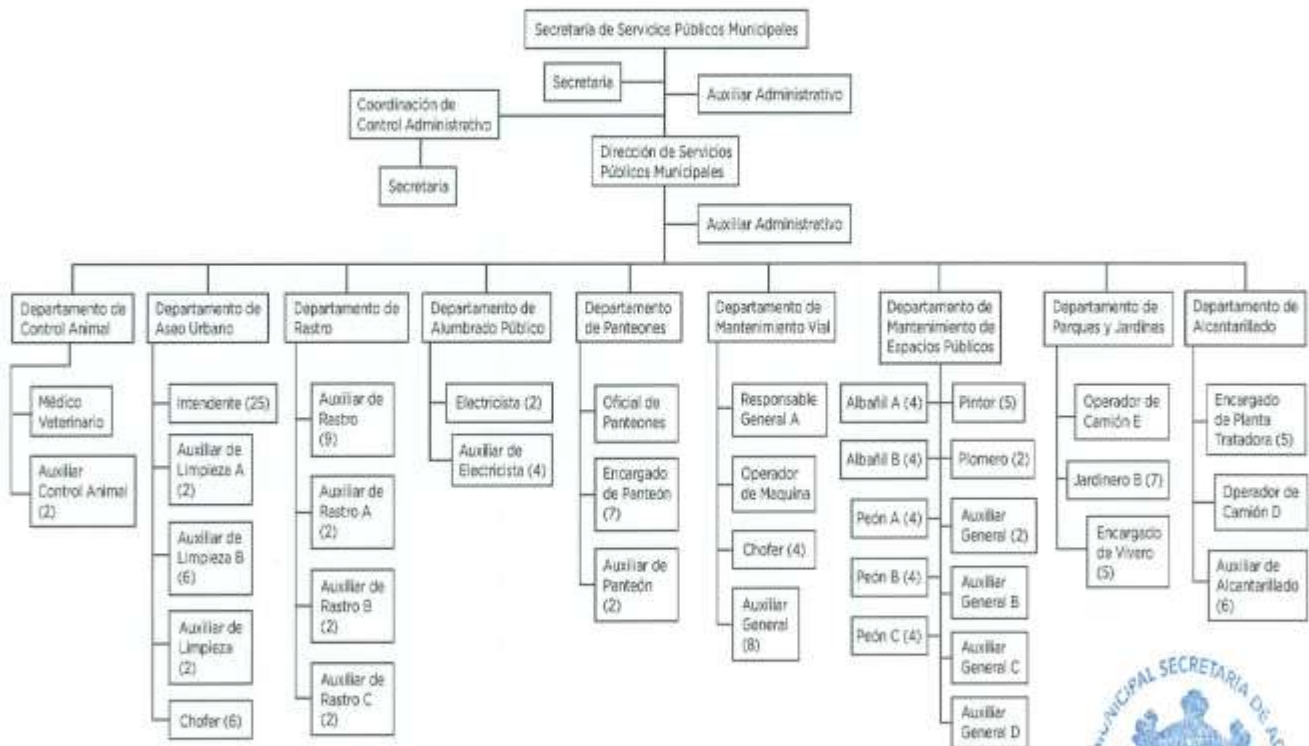 Secretaría de Servicios Públicos Municipales
Secretaria
Auxiliar Administrativo
Coordinación de
Control Administrativo
Secretaria
Dirección de Servicios
Públicos Municipales
Auxiliar Administrativo
Departamento de
Control Animal
Médico
Veterinario
Auxiliar
Control Animal
(2)
Departamento de
Aseo Urbano
Intendente (25)
Auxiliar de
Limpieza A
(2)
Auxiliar de
Limpieza B
(6)
Auxiliar de
Limpieza
(2)
Chofer (6)
Departamento de
Rastro
Auxiliar de
Rastro
(9)
Auxiliar de
Rastro A
(2)
Auxiliar de
Rastro B
(2)
Auxiliar de
Rastro C
(2)
Departamento de
Alumbrado Público
Electricista (2)
Auxiliar de
Electricista (4)
Departamento
de Panteones
Oficial de
Panteones
Encargado
de Panteón
(7)
Auxiliar de
Panteón
(2)
Departamento de
Mantenimiento Vial
Responsable
General A
Operador
de Maquina
Chofer (4)
Auxiliar
General
(8)
Departamento de
Mantenimiento de
Espacios Públicos
Albañil A (4)
Albañil B (4)
Peón A (4)
Peón B (4)
Peón C (4)
Pintor (5)
Plomero (2)
Auxiliar
General (2)
Auxiliar
General B
Auxiliar
General C
Auxiliar
General D
Departamento de
Parques y Jardines
Operador de
Camión E
Jardinero B (7)
Encargado
de Vivero
(5)
Departamento de
Alcantarillado
Encargado
de Planta
Tratadora (5)
Operador de
Camión D
Auxiliar de
Alcantarillado
(6)
SECRETARIA DE